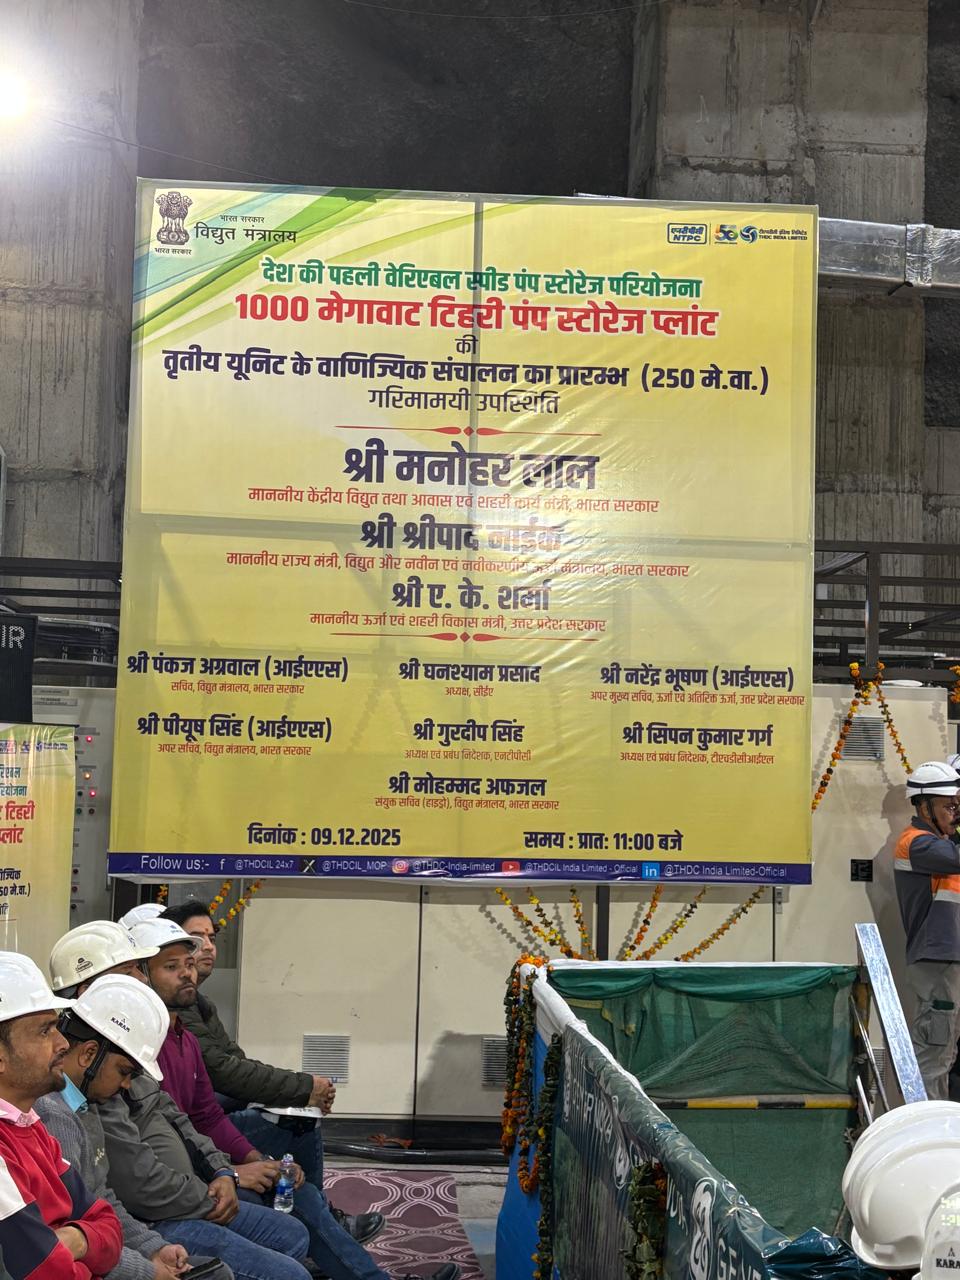 भारत सरकार
विद्युत मंत्रालय
भारत सरकार
एनटीपीसी
NTPC
टीएचडीसी इंडिया लिमिटेड
THDC INDIA LIMITED
देश की पहली वेरिएबल स्पीड पंप स्टोरेज परियोजना
1000 मेगावाट टिहरी पंप स्टोरेज प्लांट
की
तृतीय यूनिट के वाणिज्यिक संचालन का प्रारम्भ (250 मे.वा.)
गरिमामयी उपस्थिति
श्री मनोहर लाल
माननीय केंद्रीय विद्युत तथा आवास एवं शहरी कार्य मंत्री, भारत सरकार
श्री श्रीपाद नाईक
माननीय राज्य मंत्री, विद्युत और नवीन एवं नवीकरणीय ऊर्जा मंत्रालय, भारत सरकार
श्री ए. के. शर्मा
माननीय ऊर्जा एवं शहरी विकास मंत्री, उत्तर प्रदेश सरकार
श्री पंकज अग्रवाल (आईएएस)
सचिव, विद्युत मंत्रालय, भारत सरकार
श्री घनश्याम प्रसाद
अध्यक्ष, सीईए
श्री नरेंद्र भूषण (आईएएस)
अपर मुख्य सचिव, ऊर्जा एवं अतिरिक्त ऊर्जा, उत्तर प्रदेश सरकार
श्री पीयूष सिंह (आईएएस)
अपर सचिव, विद्युत मंत्रालय, भारत सरकार
श्री गुरदीप सिंह
अध्यक्ष एवं प्रबंध निदेशक, एनटीपीसी
श्री सिपन कुमार गर्ग
अध्यक्ष एवं प्रबंध निदेशक, टीएचडीसीआईएल
श्री मोहम्मद अफजल
संयुक्त सचिव (हाइड्रो), विद्युत मंत्रालय, भारत सरकार
दिनांक : 09.12.2025
समय : प्रात: 11:00 बजे
Follow us:- @THDCIL 24x7 @THDCIL_MOP @THDC-India-limited @THDCIL India Limited - Official @THDC India Limited-Official
टिहरी
प्लांट
KARAM